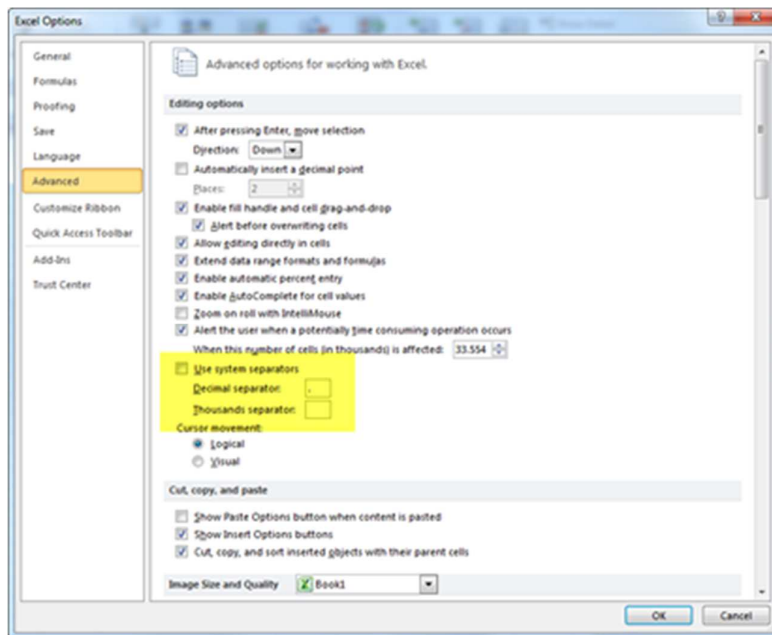 Excel Options
General
Formulas
Proofing
Save
Language
Advanced
Customize Ribbon
Quick Access Toolbar
Add-Ins
Trust Center
Advanced options for working with Excel.
Editing options
After pressing Enter, move selection
Direction: Down
Automatically insert a decimal point
Places: 2
Enable fill handle and cell drag-and-drop
Alert before overwriting cells
Allow editing directly in cells
Extend data range formats and formulas
Enable automatic percent entry
Enable AutoComplete for cell values
Zoom on roll with IntelliMouse
Alert the user when a potentially time consuming operation occurs
When this number of cells (in thousands) is affected: 33.554
Use system separators
Decimal separator:
Thousands separator:
Cursor movement:
Logical
Visual
Cut, copy, and paste
Show Paste Options button when content is pasted
Show Insert Options buttons
Cut, copy, and sort inserted objects with their parent cells
Image Size and Quality Book1
OK Cancel